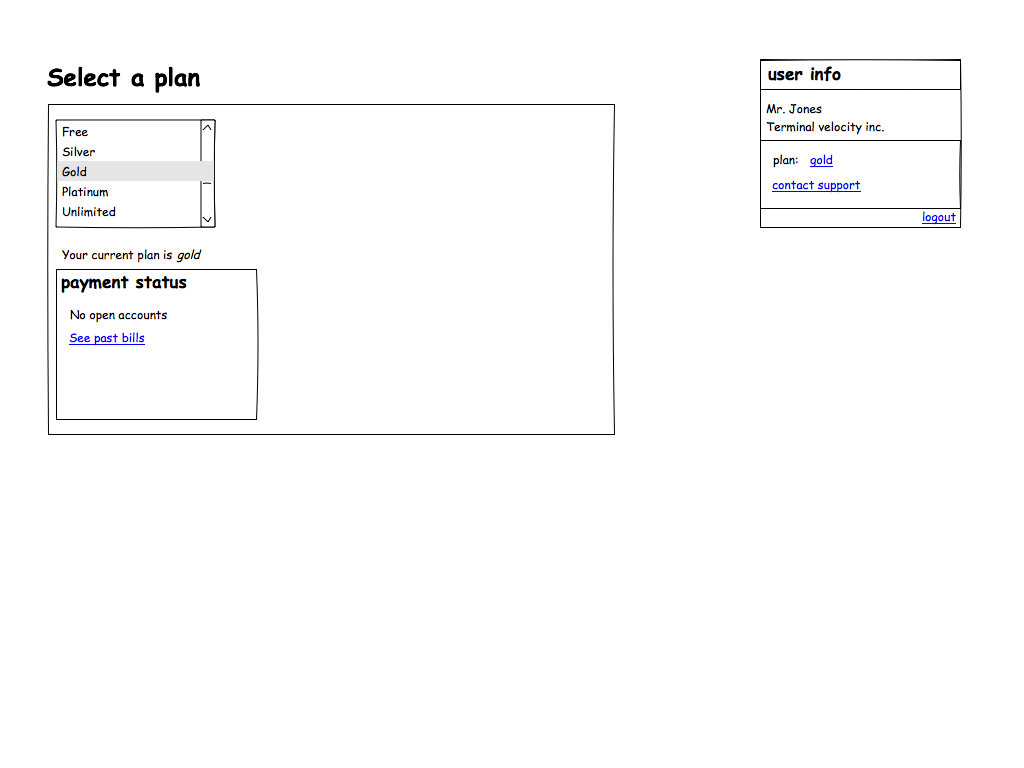 Select a plan
Free
Silver
Gold
Platinum
Unlimited
Your current plan is gold
payment status
No open accounts
See past bills
user info
Mr. Jones
Terminal velocity inc.
plan: gold
contact support
logout